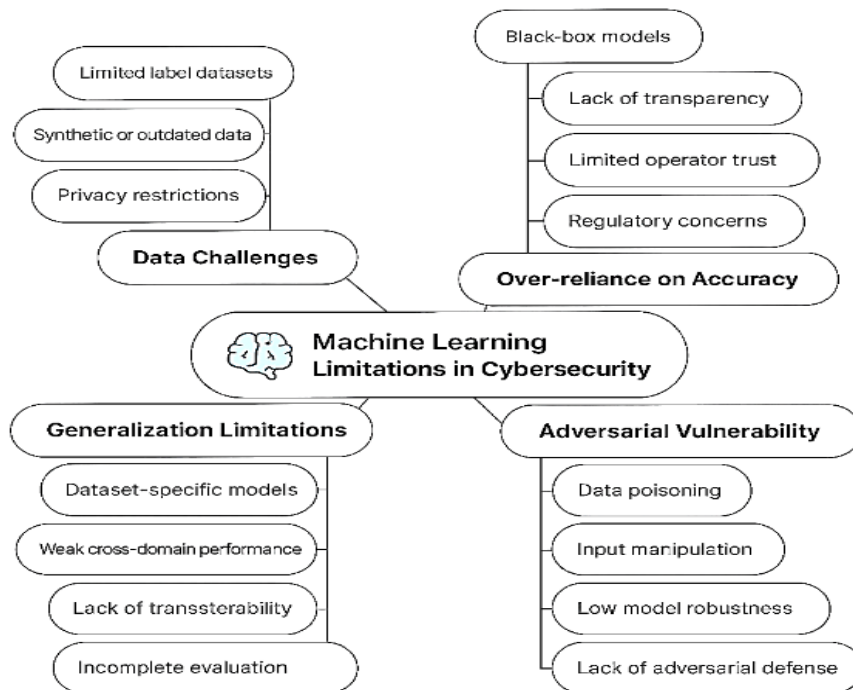 Limited label datasets
Synthetic or outdated data
Privacy restrictions
Data Challenges
Black-box models
Lack of transparency
Limited operator trust
Regulatory concerns
Over-reliance on Accuracy
Machine Learning
Limitations in Cybersecurity
Generalization Limitations
Dataset-specific models
Weak cross-domain performance
Lack of transsterability
Incomplete evaluation
Adversarial Vulnerability
Data poisoning
Input manipulation
Low model robustness
Lack of adversarial defense